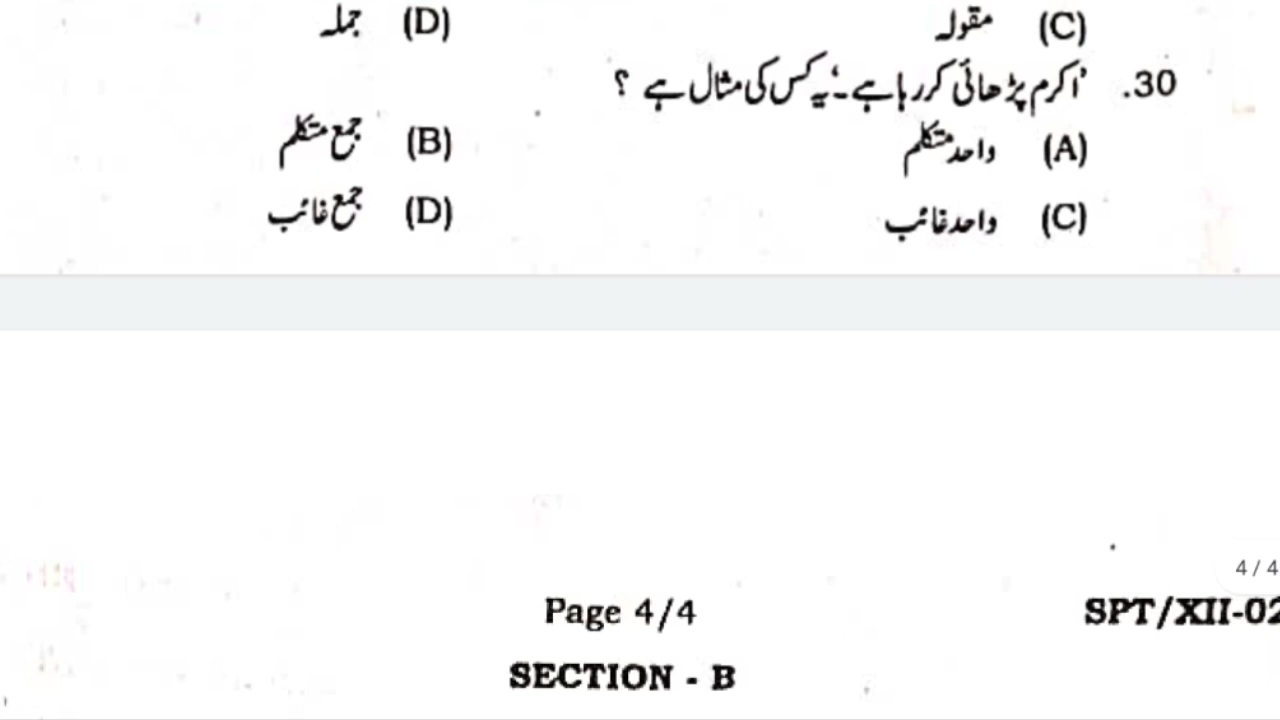 (C) مقولہ (D) جملہ
30. 'اکرم پڑھائی کر رہا ہے۔' یہ کس کی مثال ہے ؟
(A) واحد متکلم (B) جمع متکلم
(C) واحد غائب (D) جمع غائب
4 / 4
Page 4/4 SPT/XII-02
SECTION - B